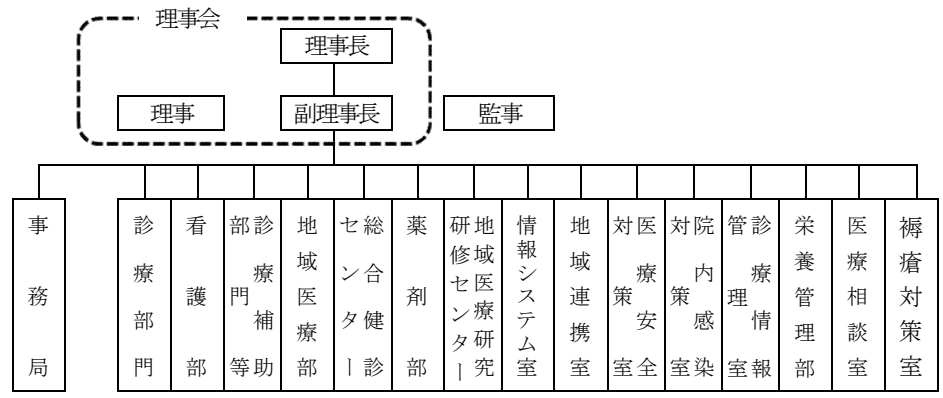 理事会
理事長
理事
副理事長
監事
事務局
診療部門
看護部
診療補助
部門等
地域医療部
総合健診
センター
薬剤部
地域医療研究
研修センター
情報システム室
地域連携室
医療安全
対策室
院内感染
対策室
診療情報
管理室
栄養管理部
医療相談室
褥瘡対策室